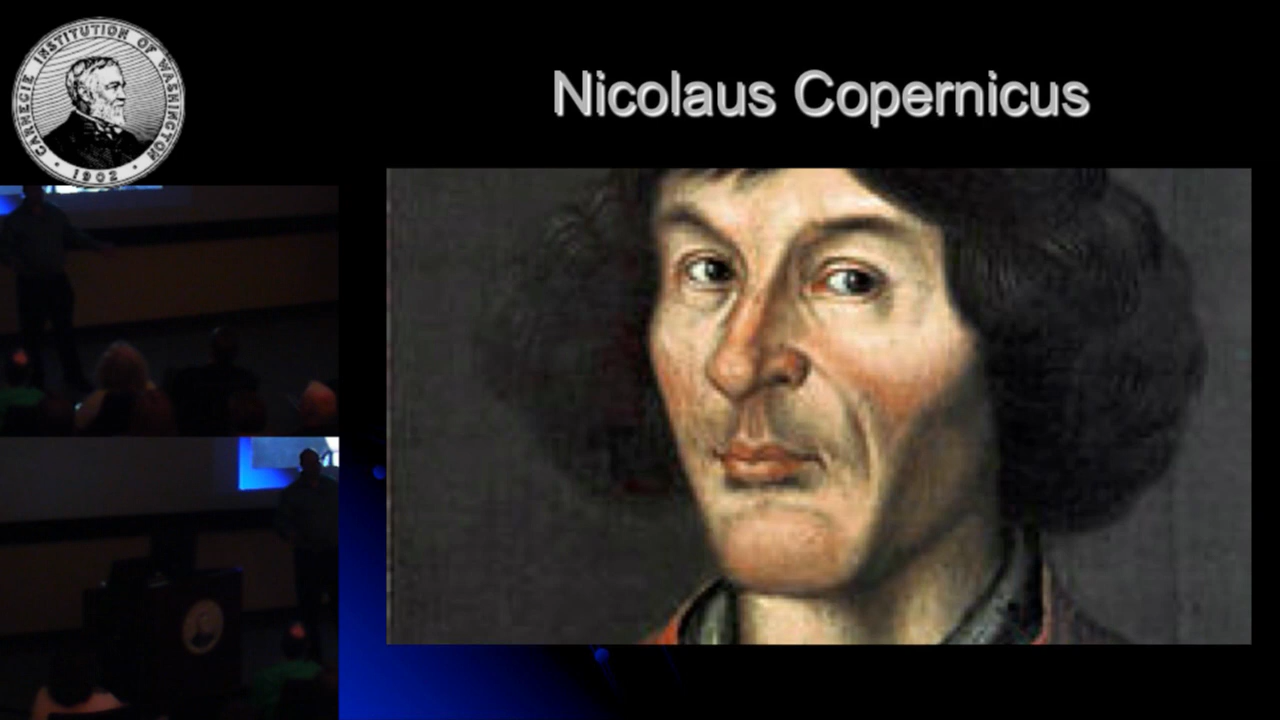 CARNEGIE INSTITUTION OF WASHINGTON
• 1902 •
Nicolaus Copernicus